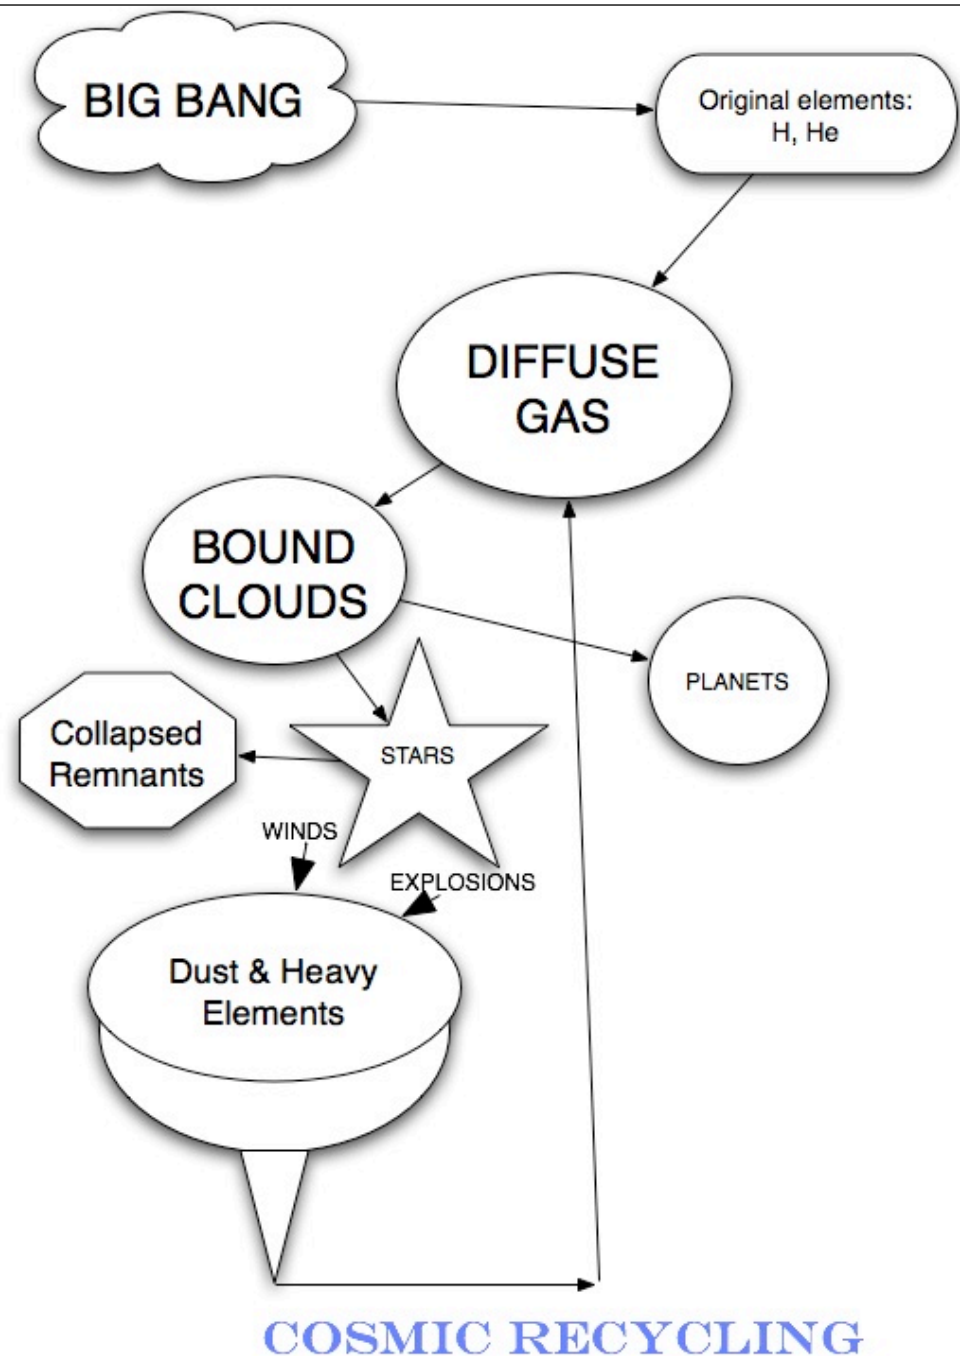 BIG BANG
Original elements:
H, He
DIFFUSE
GAS
BOUND
CLOUDS
PLANETS
STARS
Collapsed
Remnants
WINDS
EXPLOSIONS
Dust & Heavy
Elements
COSMIC RECYCLING